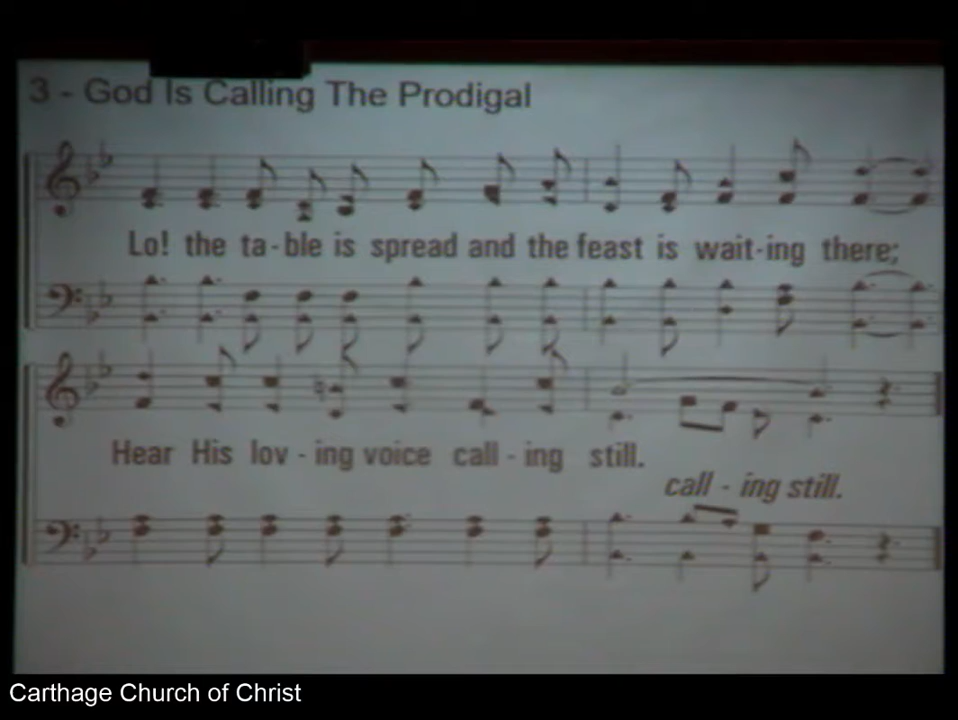 3 - God Is Calling The Prodigal
Lo! the ta - ble is spread and the feast is wait - ing there;
Hear His lov - ing voice call - ing still.
call - ing still.
Carthage Church of Christ